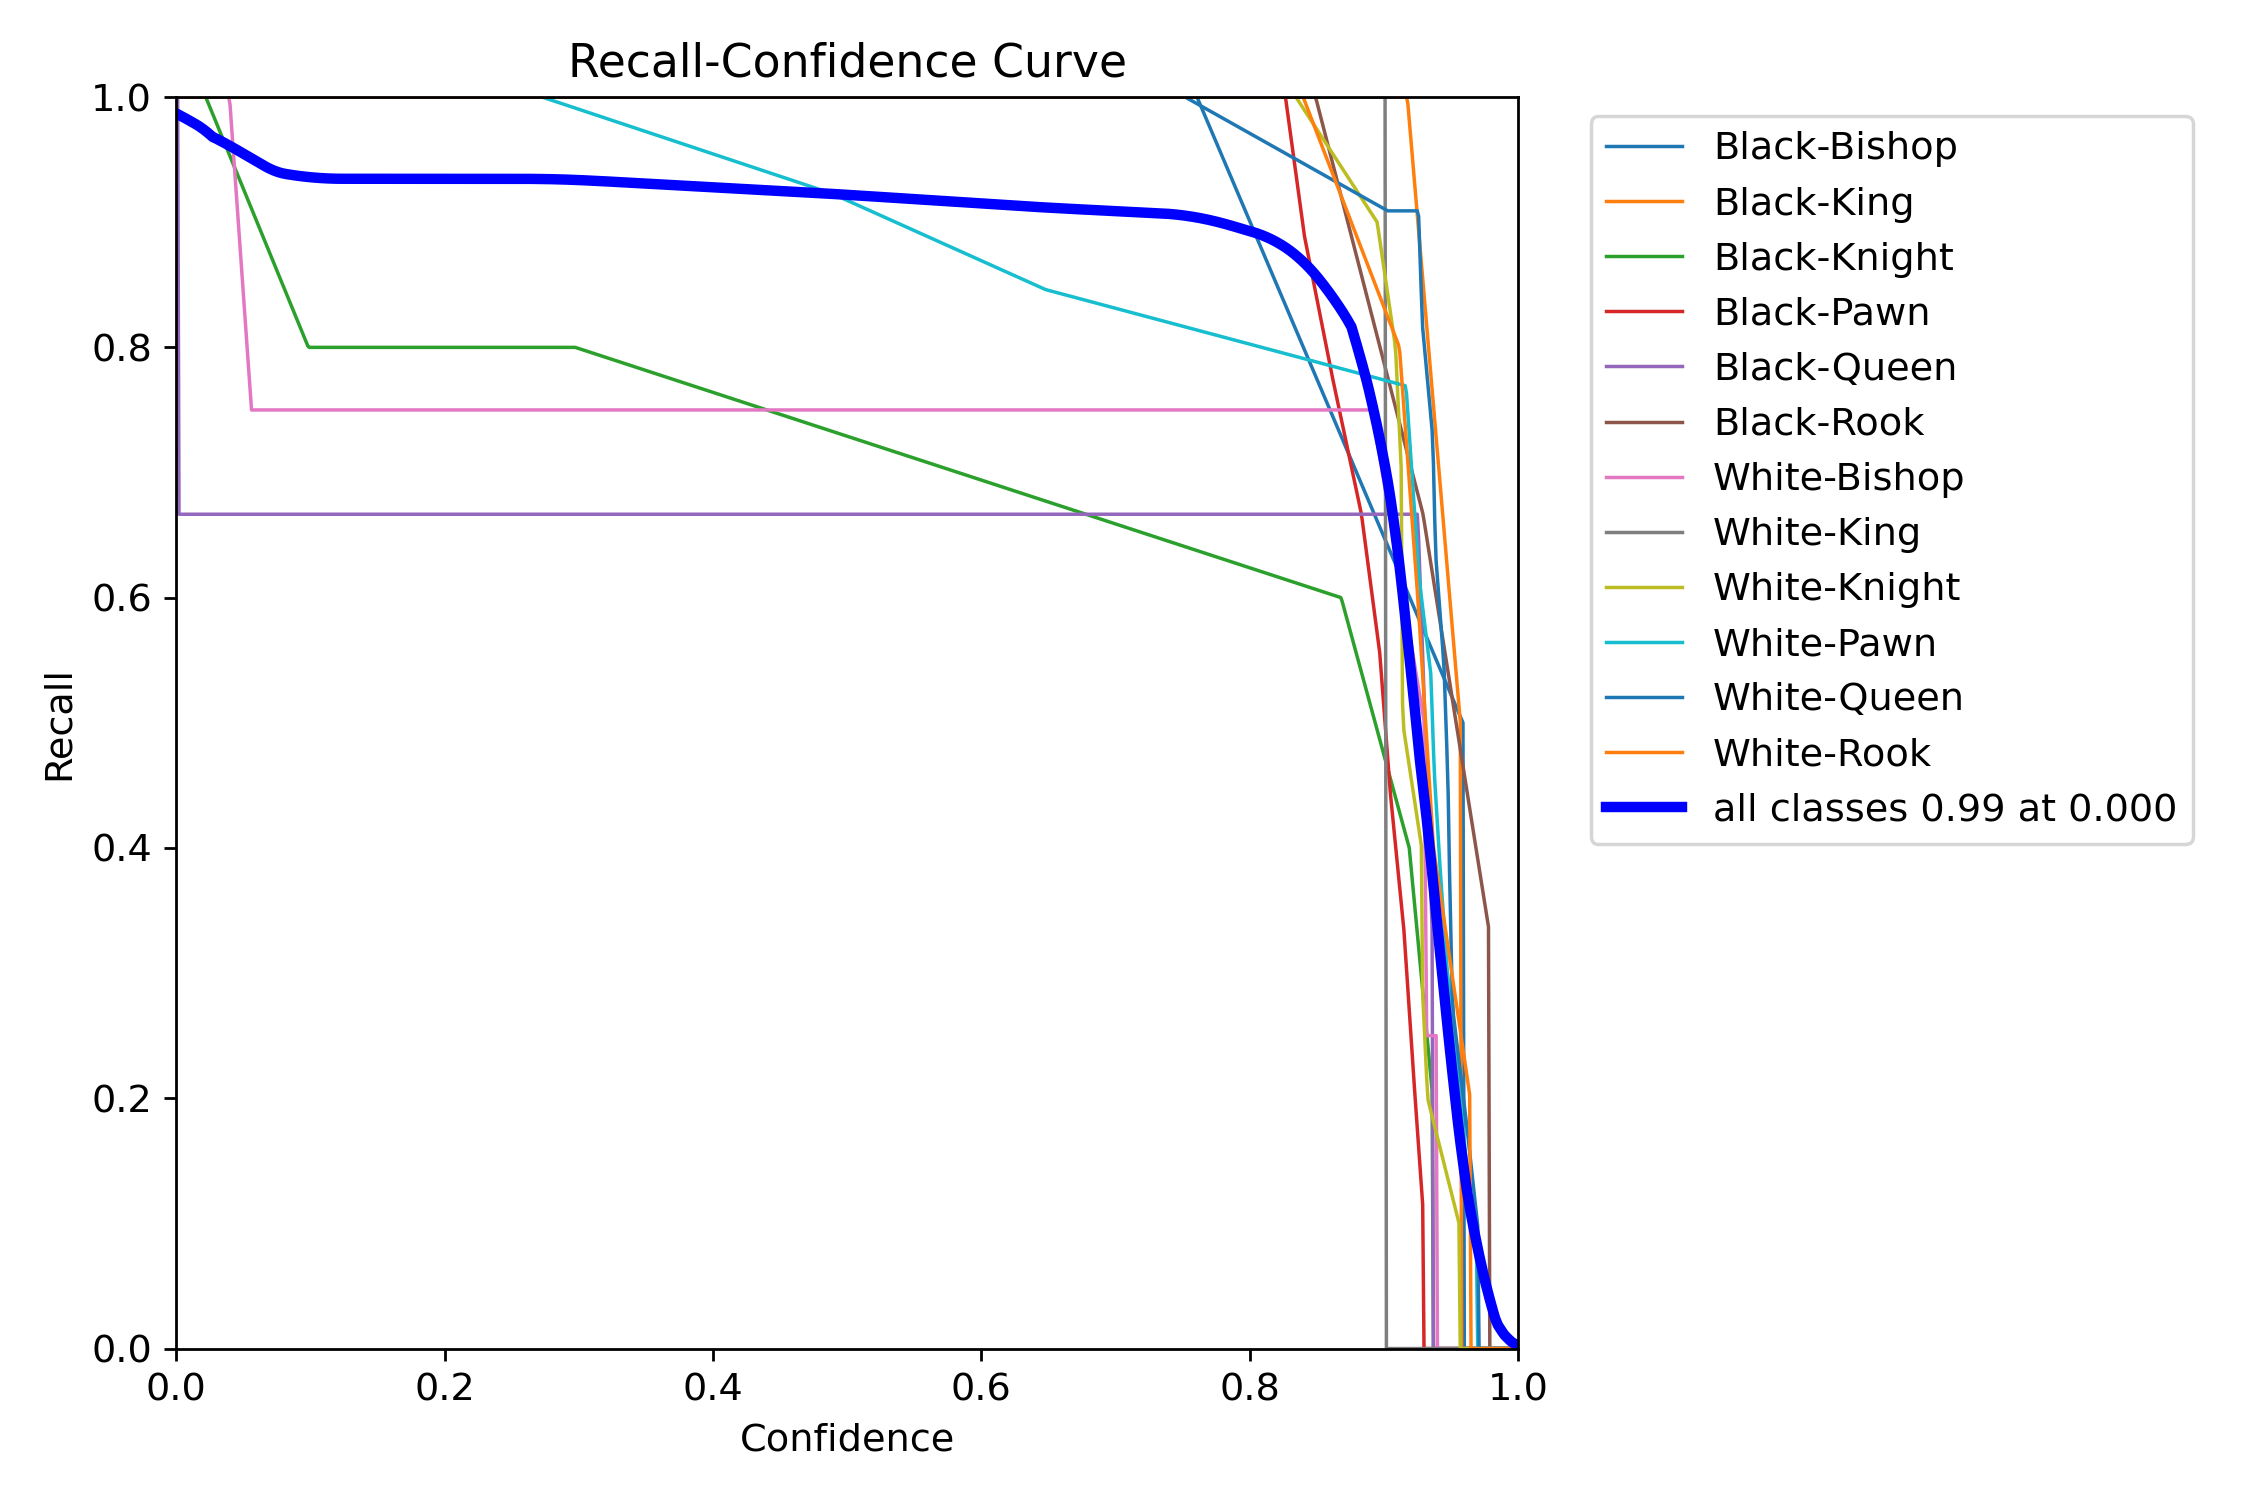 Recall-Confidence Curve
1.0
0.8
0.6
0.4
0.2
0.0
Recall
0.0 0.2 0.4 0.6 0.8 1.0
Confidence
Black-Bishop
Black-King
Black-Knight
Black-Pawn
Black-Queen
Black-Rook
White-Bishop
White-King
White-Knight
White-Pawn
White-Queen
White-Rook
all classes 0.99 at 0.000